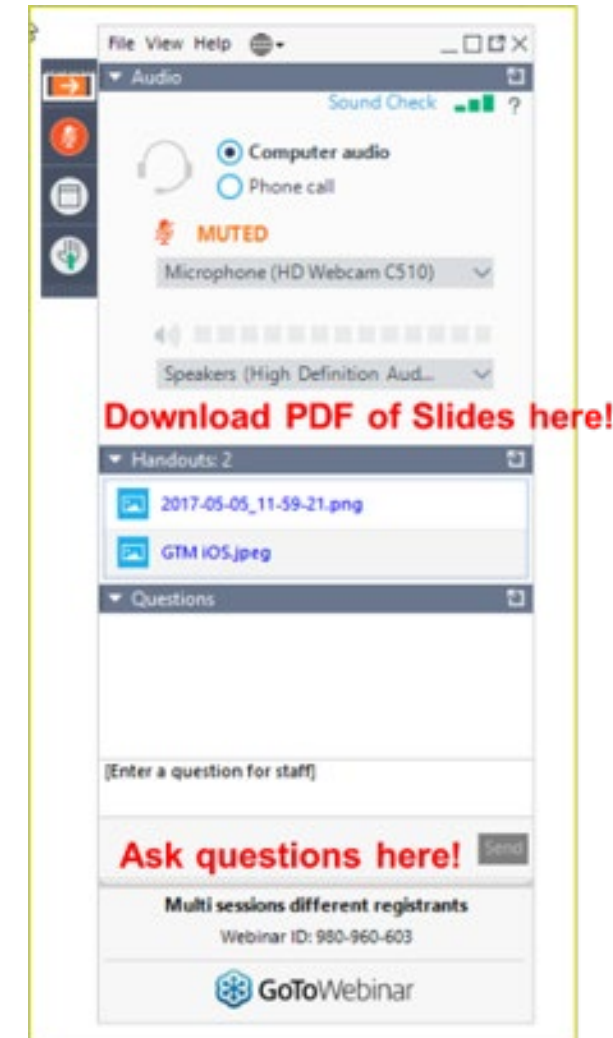 File View Help
Audio
Sound Check ?
Computer audio
Phone call
MUTED
Microphone (HD Webcam C510)
Speakers (High Definition Aud...
Download PDF of Slides here!
Handouts: 2
2017-05-05_11-59-21.png
GTM iOS.jpeg
Questions
[Enter a question for staff]
Ask questions here! Send
Multi sessions different registrants
Webinar ID: 980-960-603
GoToWebinar